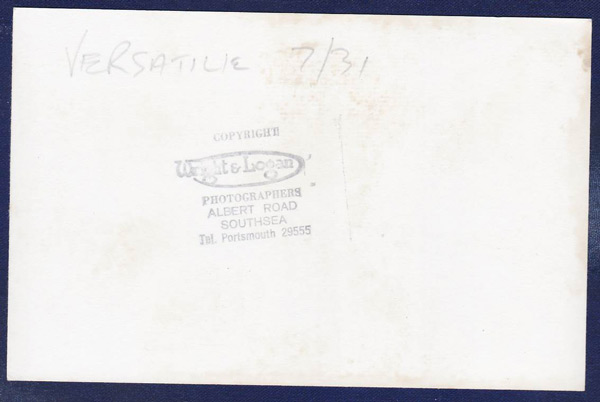 VERSATILE 7/31
COPYRIGHT
Wright & Logan
PHOTOGRAPHERS
ALBERT ROAD
SOUTHSEA
Tel. Portsmouth 29555